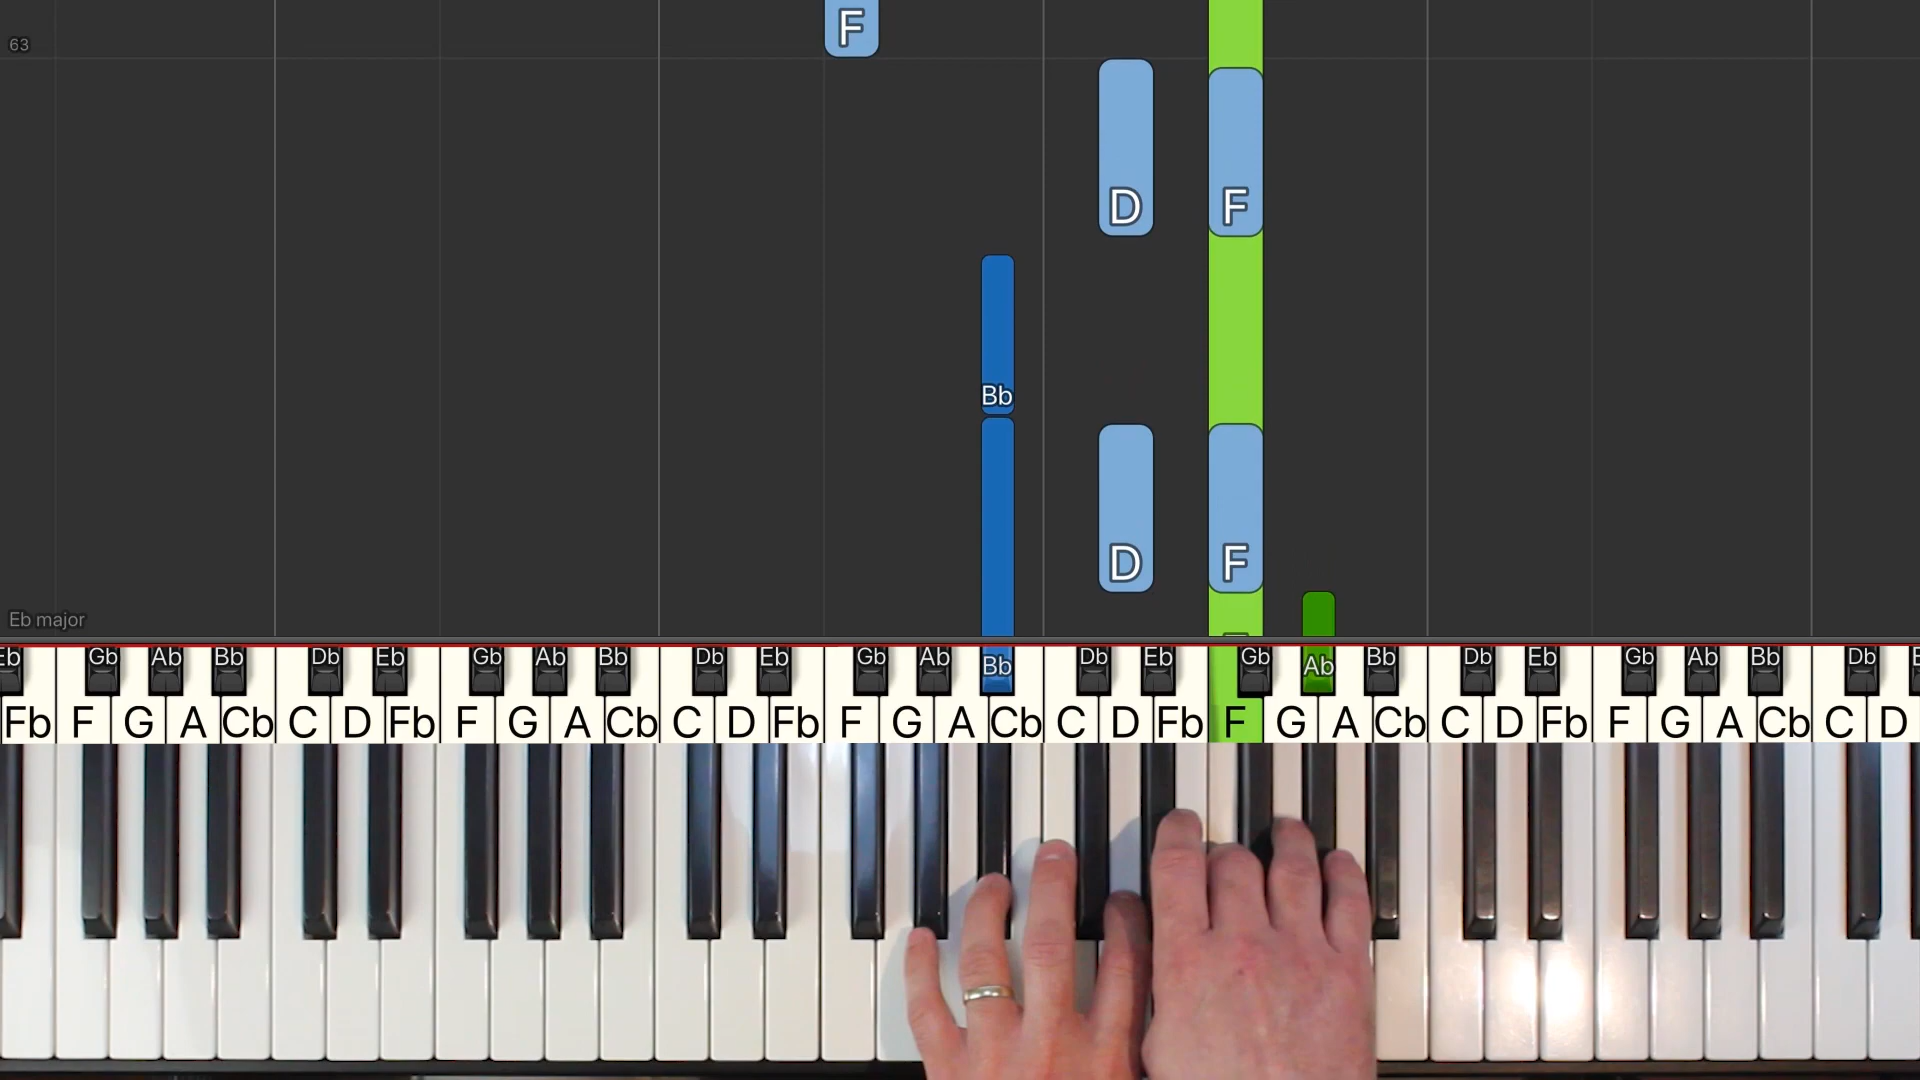 F
63
D F
Bb
D F
Eb major
Eb Gb Ab Bb Db Eb Gb Ab Bb Db Eb Gb Ab Bb Db Eb Gb Ab Bb Db Eb Gb Ab Bb Db
Fb F G A Cb C D Fb F G A Cb C D Fb F G A Cb C D Fb F G A Cb C D Fb F G A Cb C D